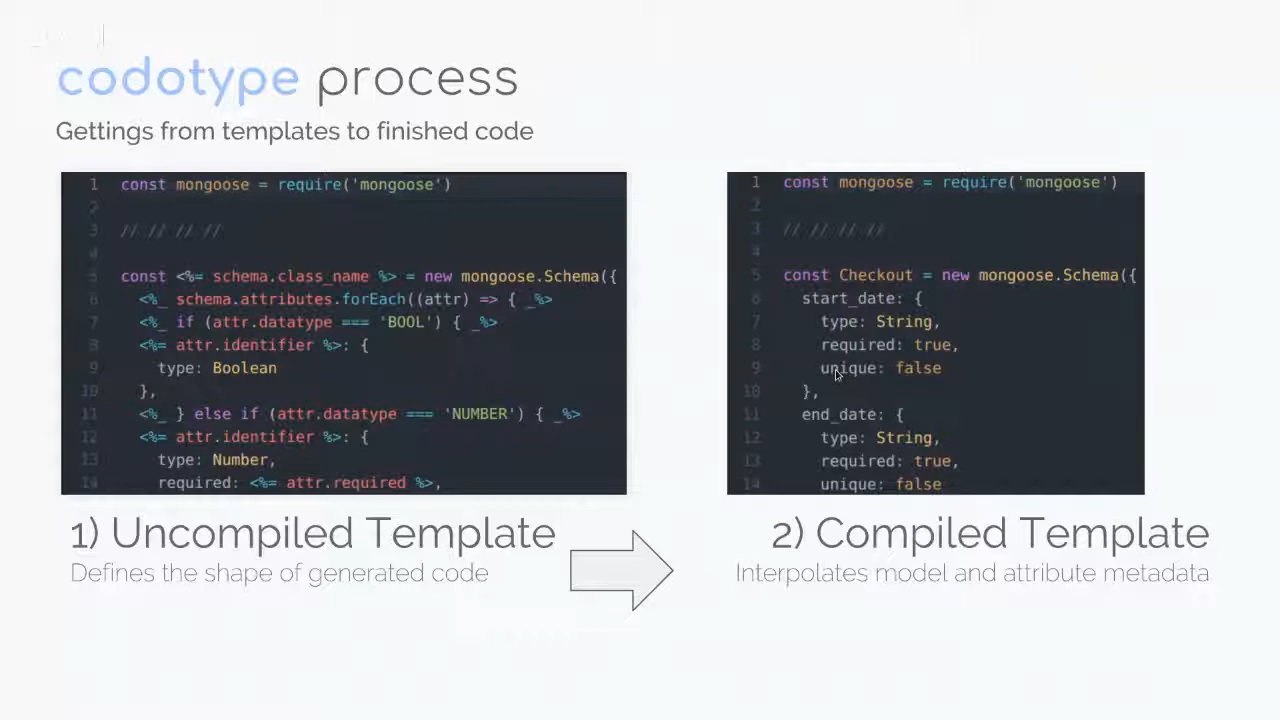 codotype process
Gettings from templates to finished code
1 const mongoose = require('mongoose')
2
3 // // // //
4
5 const <%= schema.class_name %> = new mongoose.Schema({
6 <%_ schema.attributes.forEach((attr) => { _%>
7 <%_ if (attr.datatype === 'BOOL') { _%>
8 <%= attr.identifier %>: {
9 type: Boolean
10 },
11 <%_ } else if (attr.datatype === 'NUMBER') { _%>
12 <%= attr.identifier %>: {
13 type: Number,
14 required: <%= attr.required %>,
1 const mongoose = require('mongoose')
2
3 // // // //
4
5 const Checkout = new mongoose.Schema({
6 start_date: {
7 type: String,
8 required: true,
9 unique: false
10 },
11 end_date: {
12 type: String,
13 required: true,
14 unique: false
1) Uncompiled Template
Defines the shape of generated code
2) Compiled Template
Interpolates model and attribute metadata